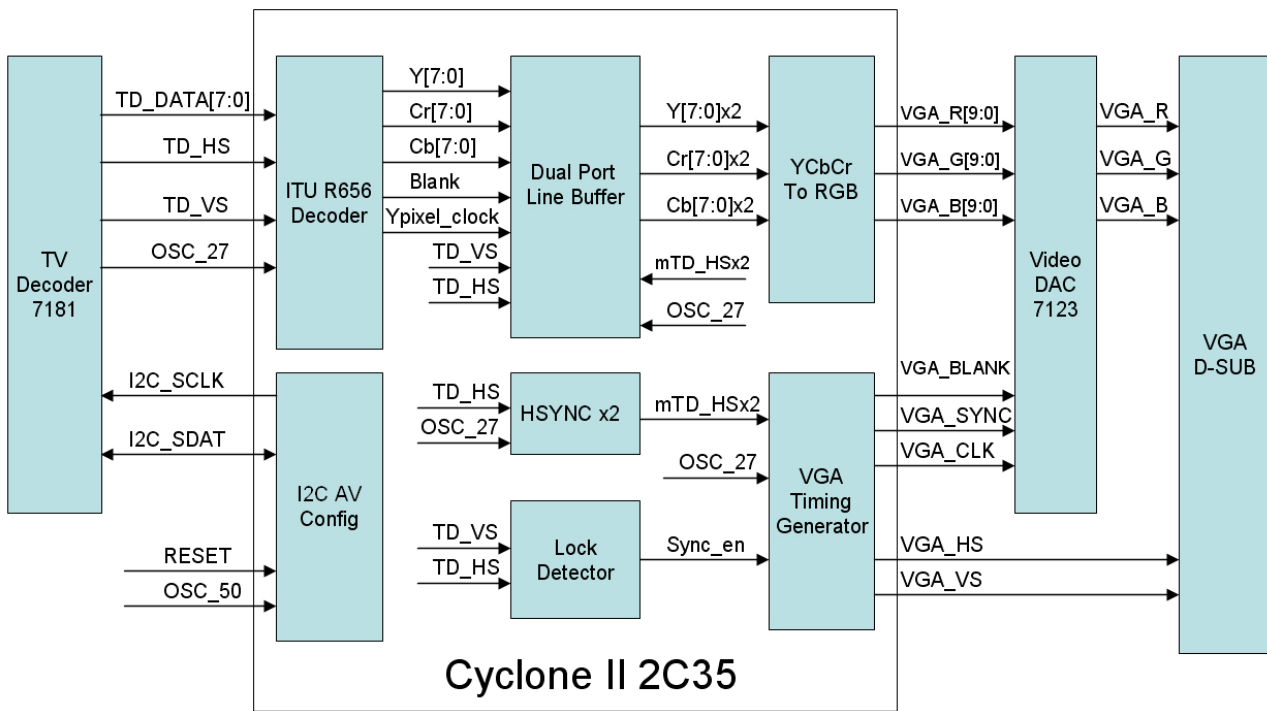 TV
Decoder
7181
TD_DATA[7:0]
TD_HS
TD_VS
OSC_27
I2C_SCLK
I2C_SDAT
RESET
OSC_50
ITU R656
Decoder
I2C AV
Config
Y[7:0]
Cr[7:0]
Cb[7:0]
Blank
Ypixel_clock
TD_VS
TD_HS
Dual Port
Line Buffer
Y[7:0]x2
Cr[7:0]x2
Cb[7:0]x2
mTD_HSx2
OSC_27
YCbCr
To RGB
TD_HS
OSC_27
HSYNC x2
mTD_HSx2
OSC_27
TD_VS
TD_HS
Lock
Detector
Sync_en
VGA
Timing
Generator
VGA_R[9:0]
VGA_G[9:0]
VGA_B[9:0]
VGA_BLANK
VGA_SYNC
VGA_CLK
VGA_HS
VGA_VS
Video
DAC
7123
VGA_R
VGA_G
VGA_B
VGA
D-SUB
Cyclone II 2C35